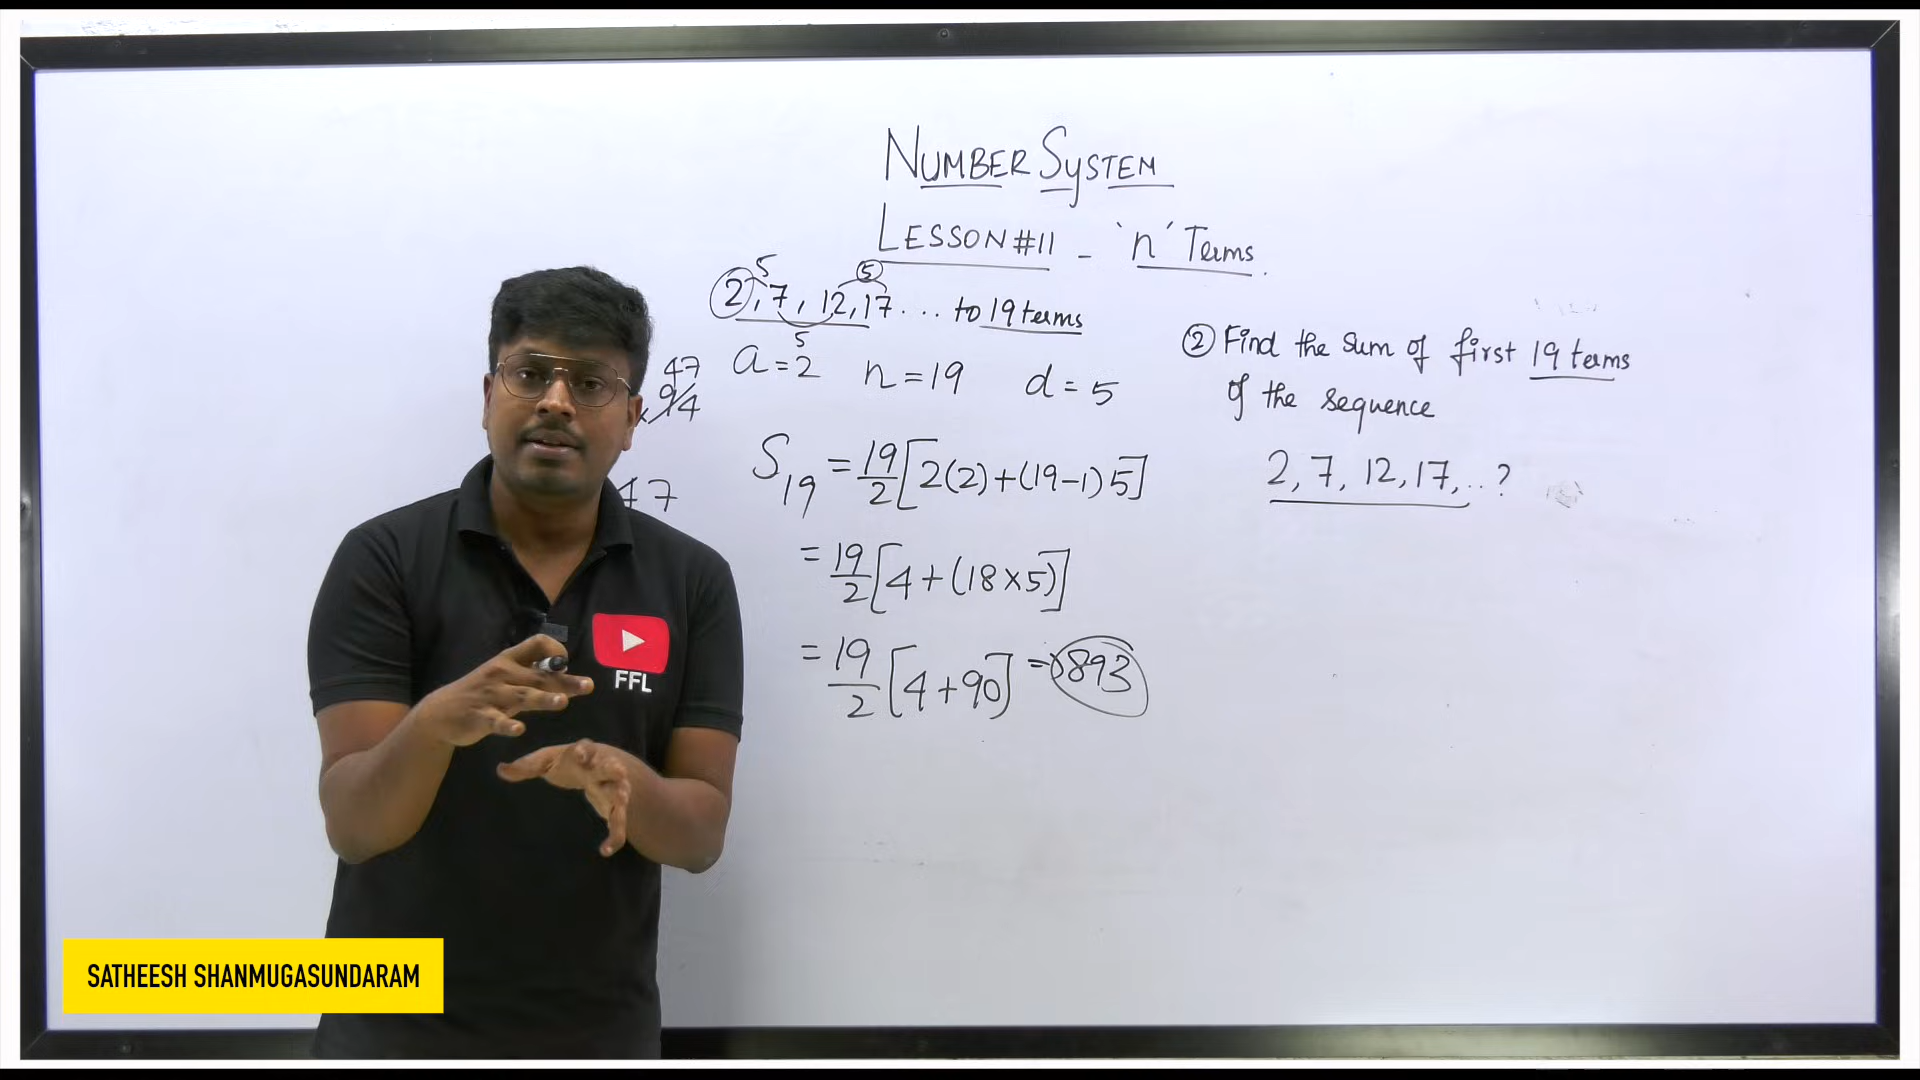 NUMBER SYSTEM
LESSON #11 - 'n' Terms.
5 5
2, 7, 12, 17 .... to 19 terms
5
a = 2 n = 19 d = 5
47
94
47
S19 = 19/2 [2(2)+(19-1)5]
= 19/2 [4+(18×5)]
= 19/2 [4+90] = 893
② Find the sum of first 19 terms
of the sequence
2, 7, 12, 17, .. ?
FFL
SATHEESH SHANMUGASUNDARAM